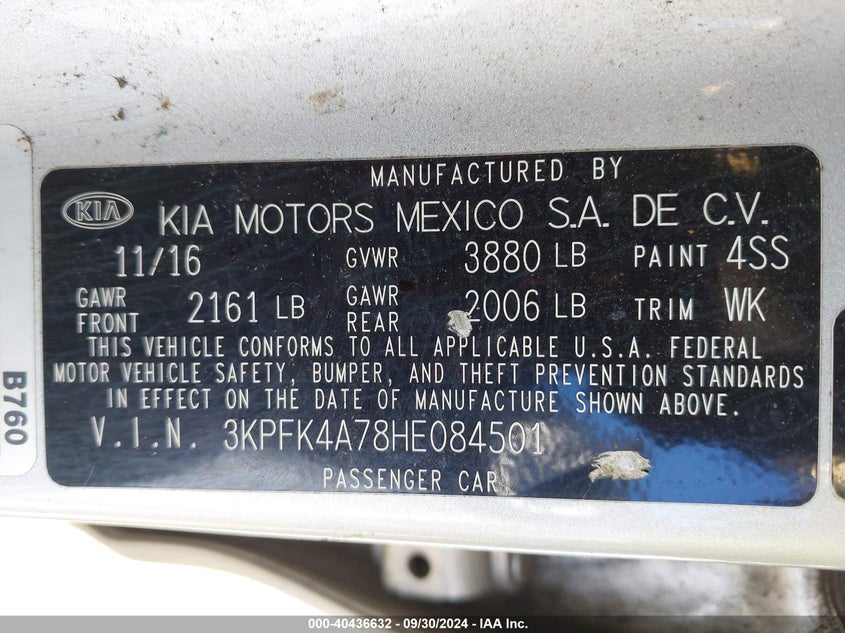 MANUFACTURED BY
KIA KIA MOTORS MEXICO S.A. DE C.V.
11/16 GVWR 3880 LB PAINT 4SS
GAWR FRONT 2161 LB GAWR REAR 2006 LB TRIM WK
THIS VEHICLE CONFORMS TO ALL APPLICABLE U.S.A. FEDERAL
MOTOR VEHICLE SAFETY, BUMPER, AND THEFT PREVENTION STANDARDS
IN EFFECT ON THE DATE OF MANUFACTURE SHOWN ABOVE.
V.I.N. 3KPFK4A78HE084501
PASSENGER CAR
B760
000-40436632 - 09/30/2024 - IAA Inc.